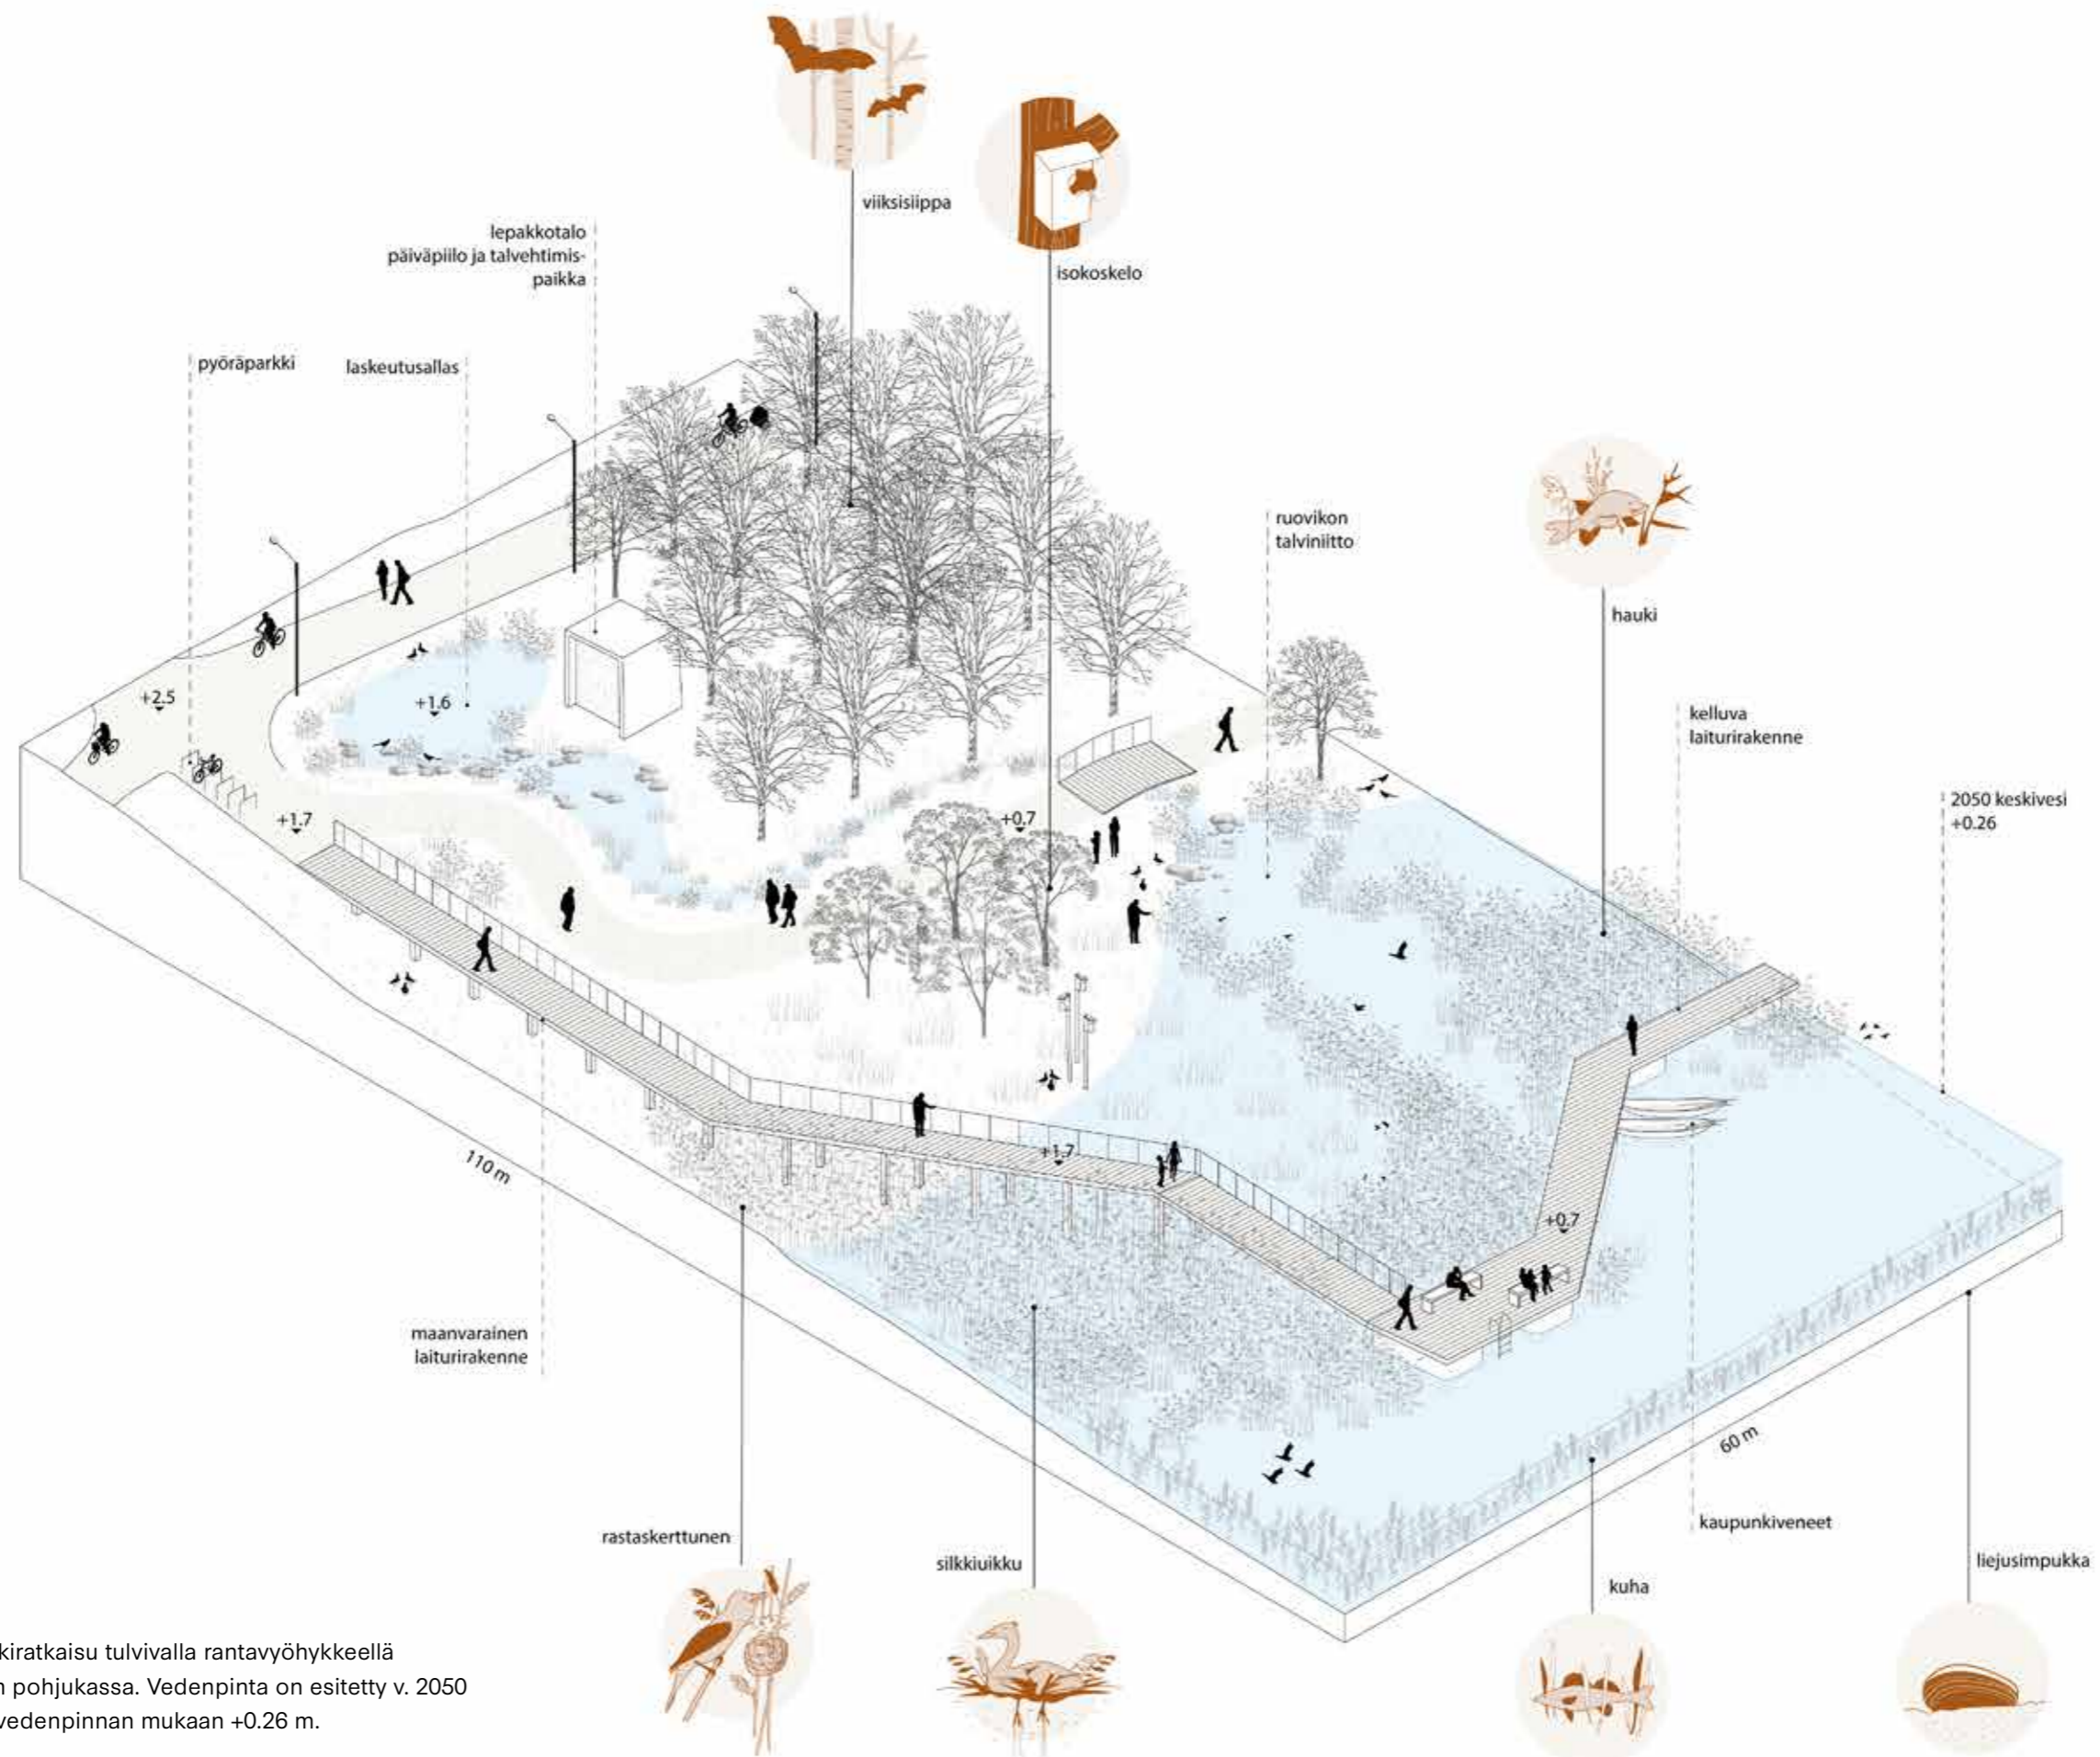 viiksisiippa
isokoskelo
lepakkotalo
päiväpiilo ja talvehtimis-
paikka
pyöräparkki
laskeutusallas
ruovikon
talviniitto
hauki
kelluva
laiturirakenne
2050 keskivesi
+0.26
+2.5
+1.6
+1.7
+0.7
+1.7
+0.7
110 m
60 m
maanvarainen
laiturirakenne
rastaskerttunen
silkkiuikku
kaupunkiveneet
liejusimpukka
kuha
kiratkaisu tulvivalla rantavyöhykkeellä
n pohjukassa. Vedenpinta on esitetty v. 2050
vedenpinnan mukaan +0.26 m.